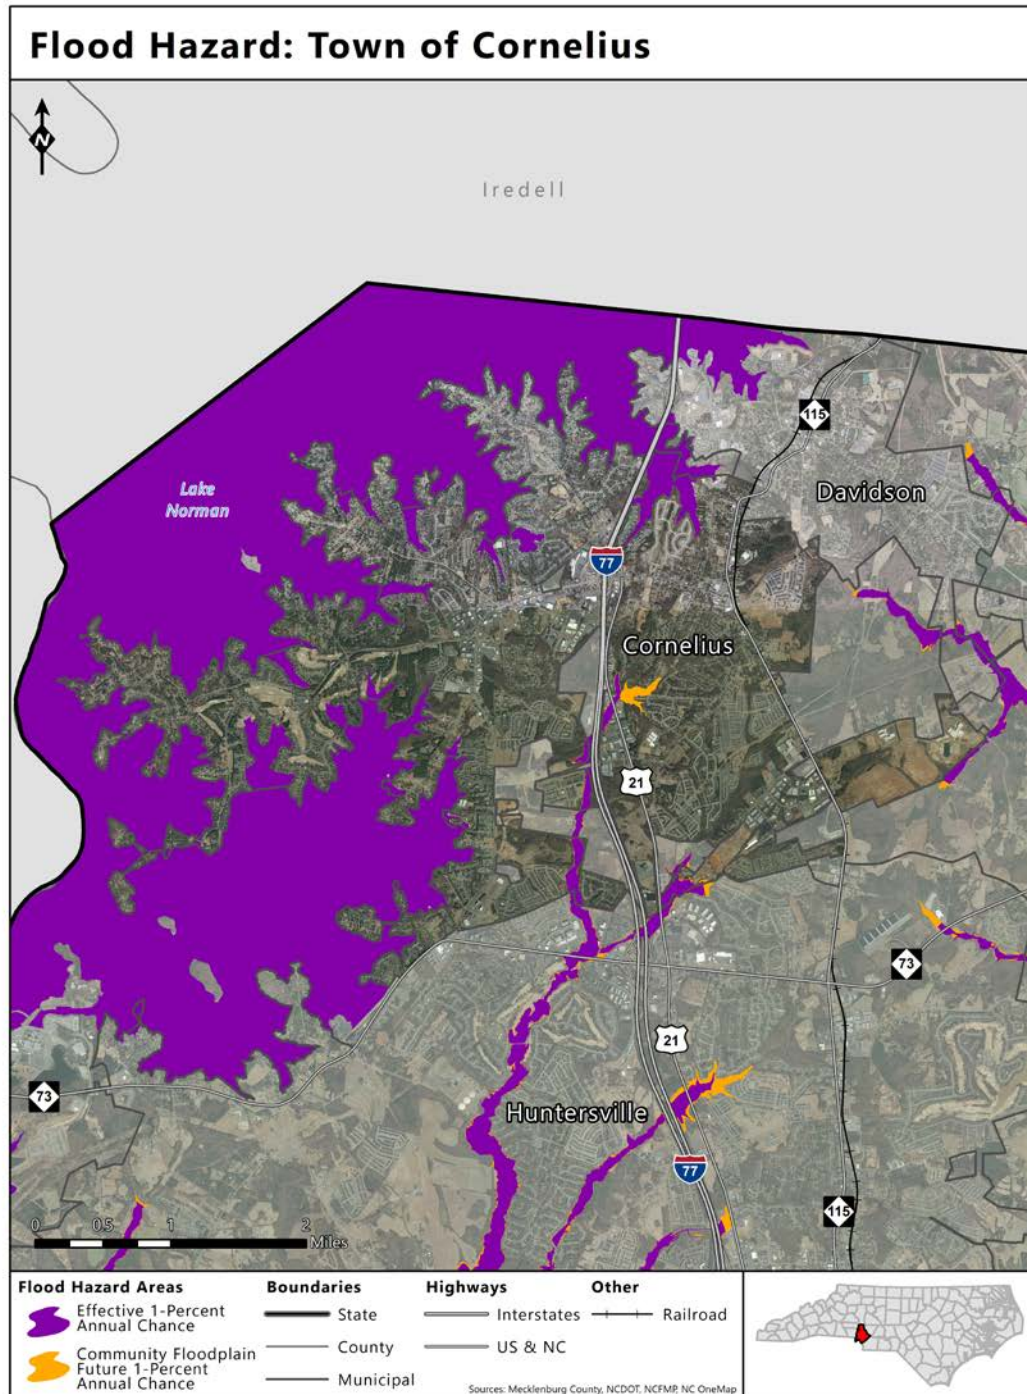 Flood Hazard: Town of Cornelius
N
Iredell
115
Lake
Norman
Davidson
77
Cornelius
21
73
21
73
Huntersville
77
115
0 0.5 1 2
Miles
Flood Hazard Areas
Effective 1-Percent
Annual Chance
Community Floodplain
Future 1-Percent
Annual Chance
Boundaries
State
County
Municipal
Highways
Interstates
US & NC
Other
Railroad
Sources: Mecklenburg County, NCDOT, NCFMP, NC OneMap